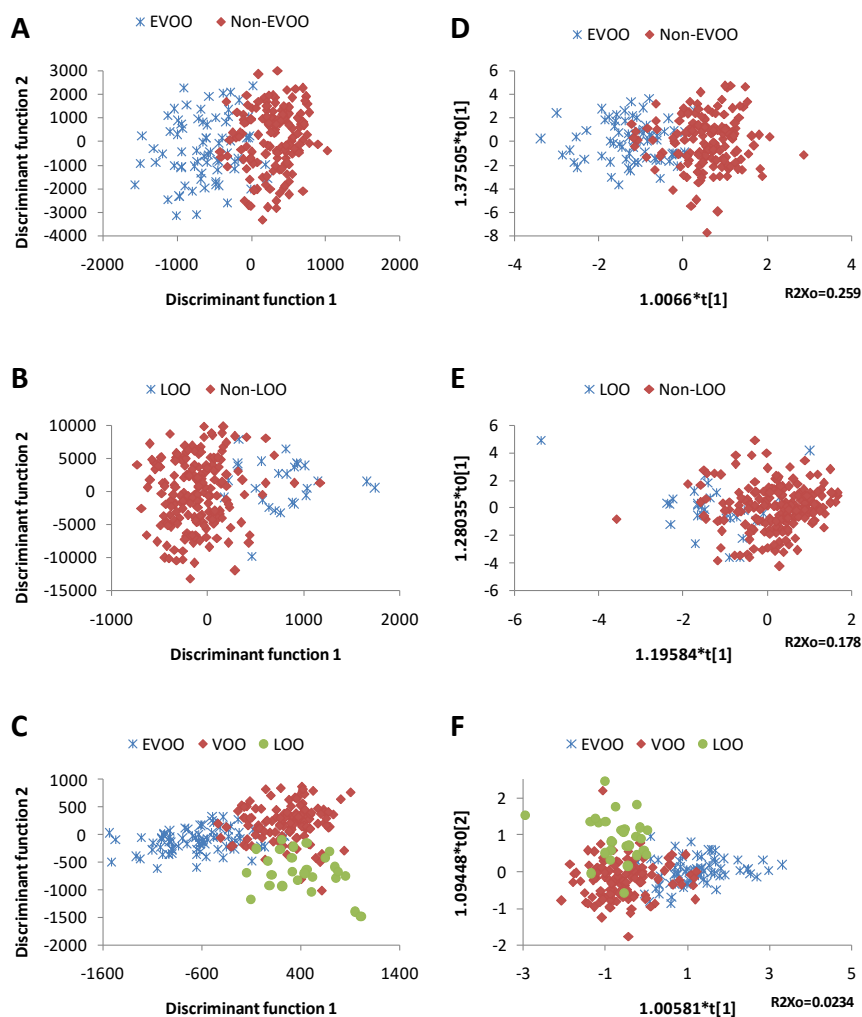 A
EVOO Non-EVOO
Discriminant function 2
3000
2000
1000
0
-1000
-2000
-3000
-4000
-2000 -1000 0 1000 2000
Discriminant function 1
D
EVOO Non-EVOO
1.37505*t0[1]
6
4
2
0
-2
-4
-6
-8
-4 -2 0 2 4
1.0066*t[1]
R2Xo=0.259
B
LOO Non-LOO
Discriminant function 2
10000
5000
0
-5000
-10000
-15000
-1000 0 1000 2000
Discriminant function 1
E
LOO Non-LOO
1.28035*t0[1]
6
4
2
0
-2
-4
-6
-6 -4 -2 0 2
1.19584*t[1]
R2Xo=0.178
C
EVOO VOO LOO
Discriminant function 2
1000
500
0
-500
-1000
-1500
-2000
-1600 -600 400 1400
Discriminant function 1
F
EVOO VOO LOO
1.09448*t0[2]
3
2
1
0
-1
-2
-3 -1 1 3 5
1.00581*t[1]
R2Xo=0.0234